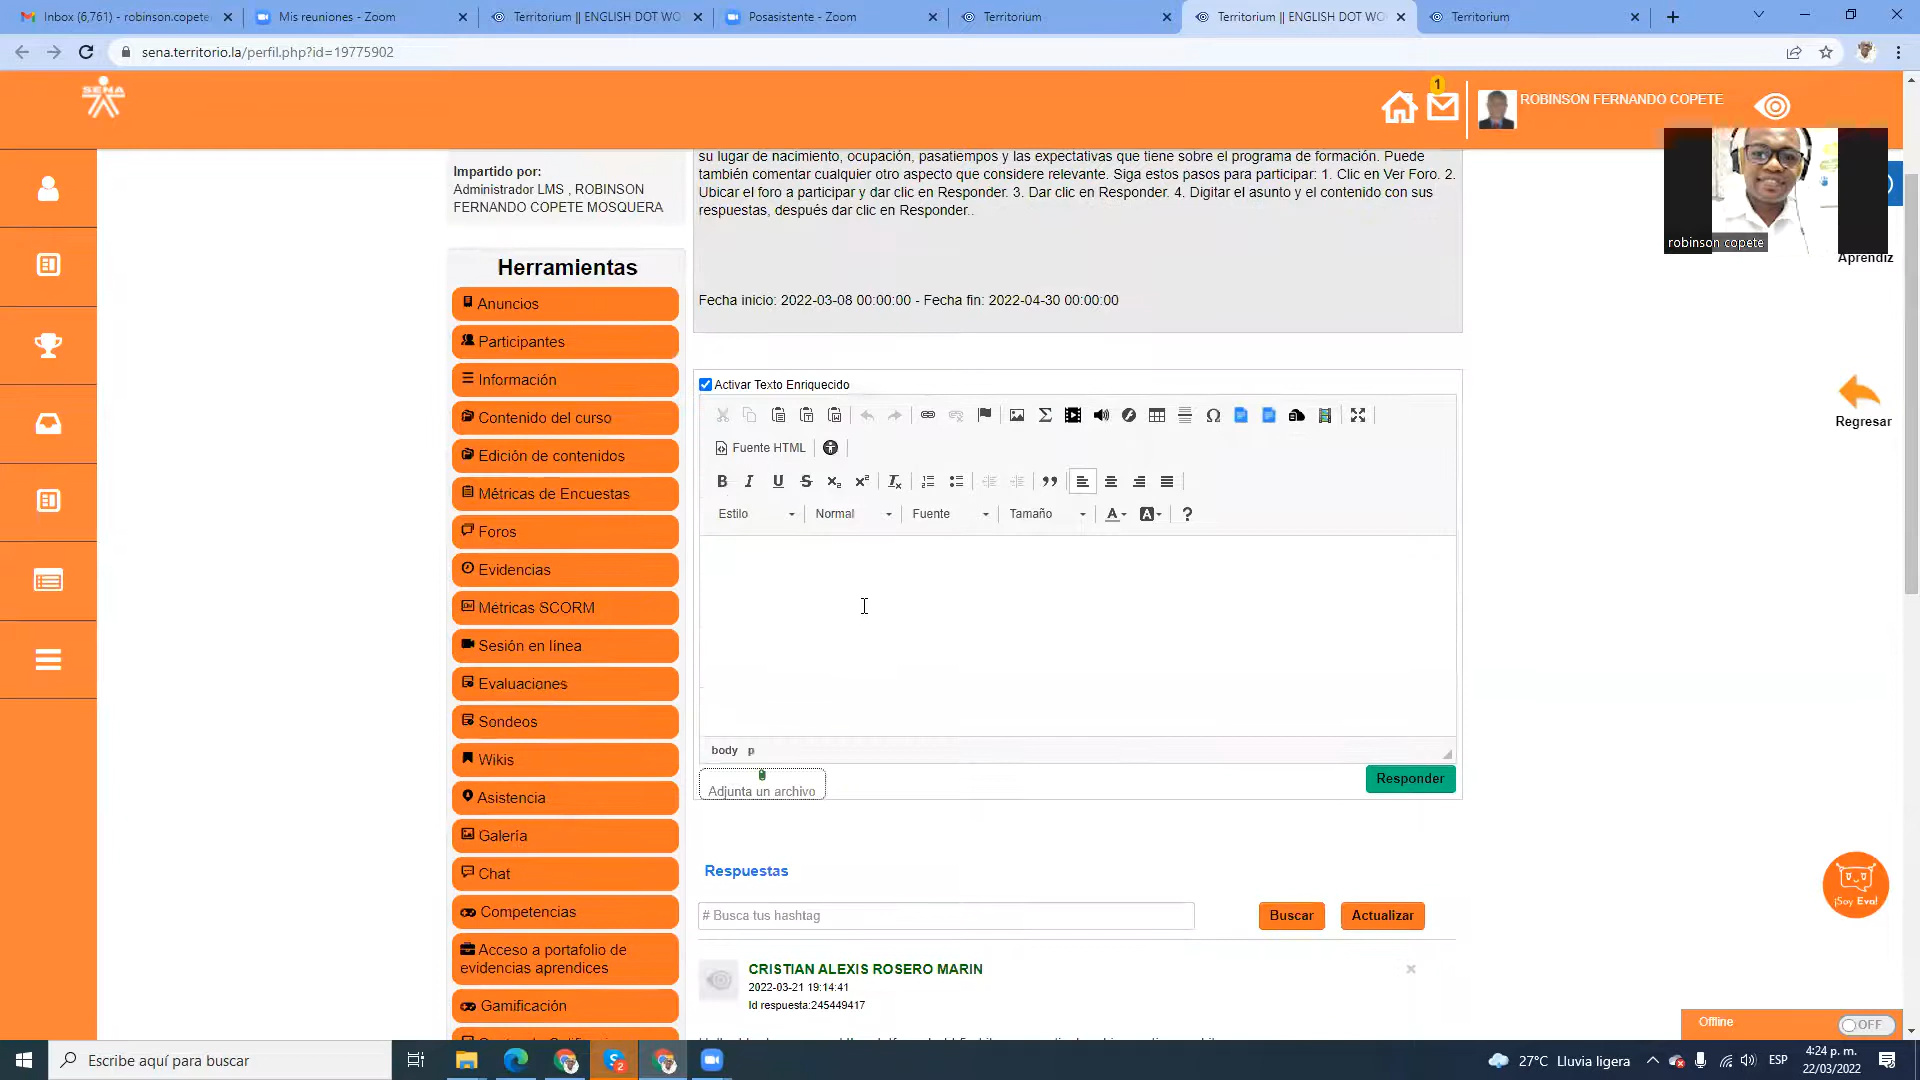 Inbox (6,761) - robinson.copete
Mis reuniones - Zoom
Territorium || ENGLISH DOT WO
Posasistente - Zoom
Territorium
Territorium || ENGLISH DOT WO
Territorium
sena.territorio.la/perfil.php?id=19775902
SENA
1
ROBINSON FERNANDO COPETE
robinson copete
Aprendiz
Regresar
Impartido por:
Administrador LMS , ROBINSON
FERNANDO COPETE MOSQUERA
Herramientas
Anuncios
Participantes
Información
Contenido del curso
Edición de contenidos
Métricas de Encuestas
Foros
Evidencias
Métricas SCORM
Sesión en línea
Evaluaciones
Sondeos
Wikis
Asistencia
Galería
Chat
Competencias
Acceso a portafolio de
evidencias aprendices
Gamificación
su lugar de nacimiento, ocupación, pasatiempos y las expectativas que tiene sobre el programa de formación. Puede
también comentar cualquier otro aspecto que considere relevante. Siga estos pasos para participar: 1. Clic en Ver Foro. 2.
Ubicar el foro a participar y dar clic en Responder. 3. Dar clic en Responder. 4. Digitar el asunto y el contenido con sus
respuestas, después dar clic en Responder..
Fecha inicio: 2022-03-08 00:00:00 - Fecha fin: 2022-04-30 00:00:00
Activar Texto Enriquecido
Fuente HTML
Estilo Normal Fuente Tamaño
body p
Adjunta un archivo
Responder
Respuestas
# Busca tus hashtag
Buscar
Actualizar
CRISTIAN ALEXIS ROSERO MARIN
2022-03-21 19:14:41
Id respuesta:245449417
¡Soy Eva!
Offline
OFF
Escribe aquí para buscar
27°C Lluvia ligera
ESP
4:24 p. m.
22/03/2022